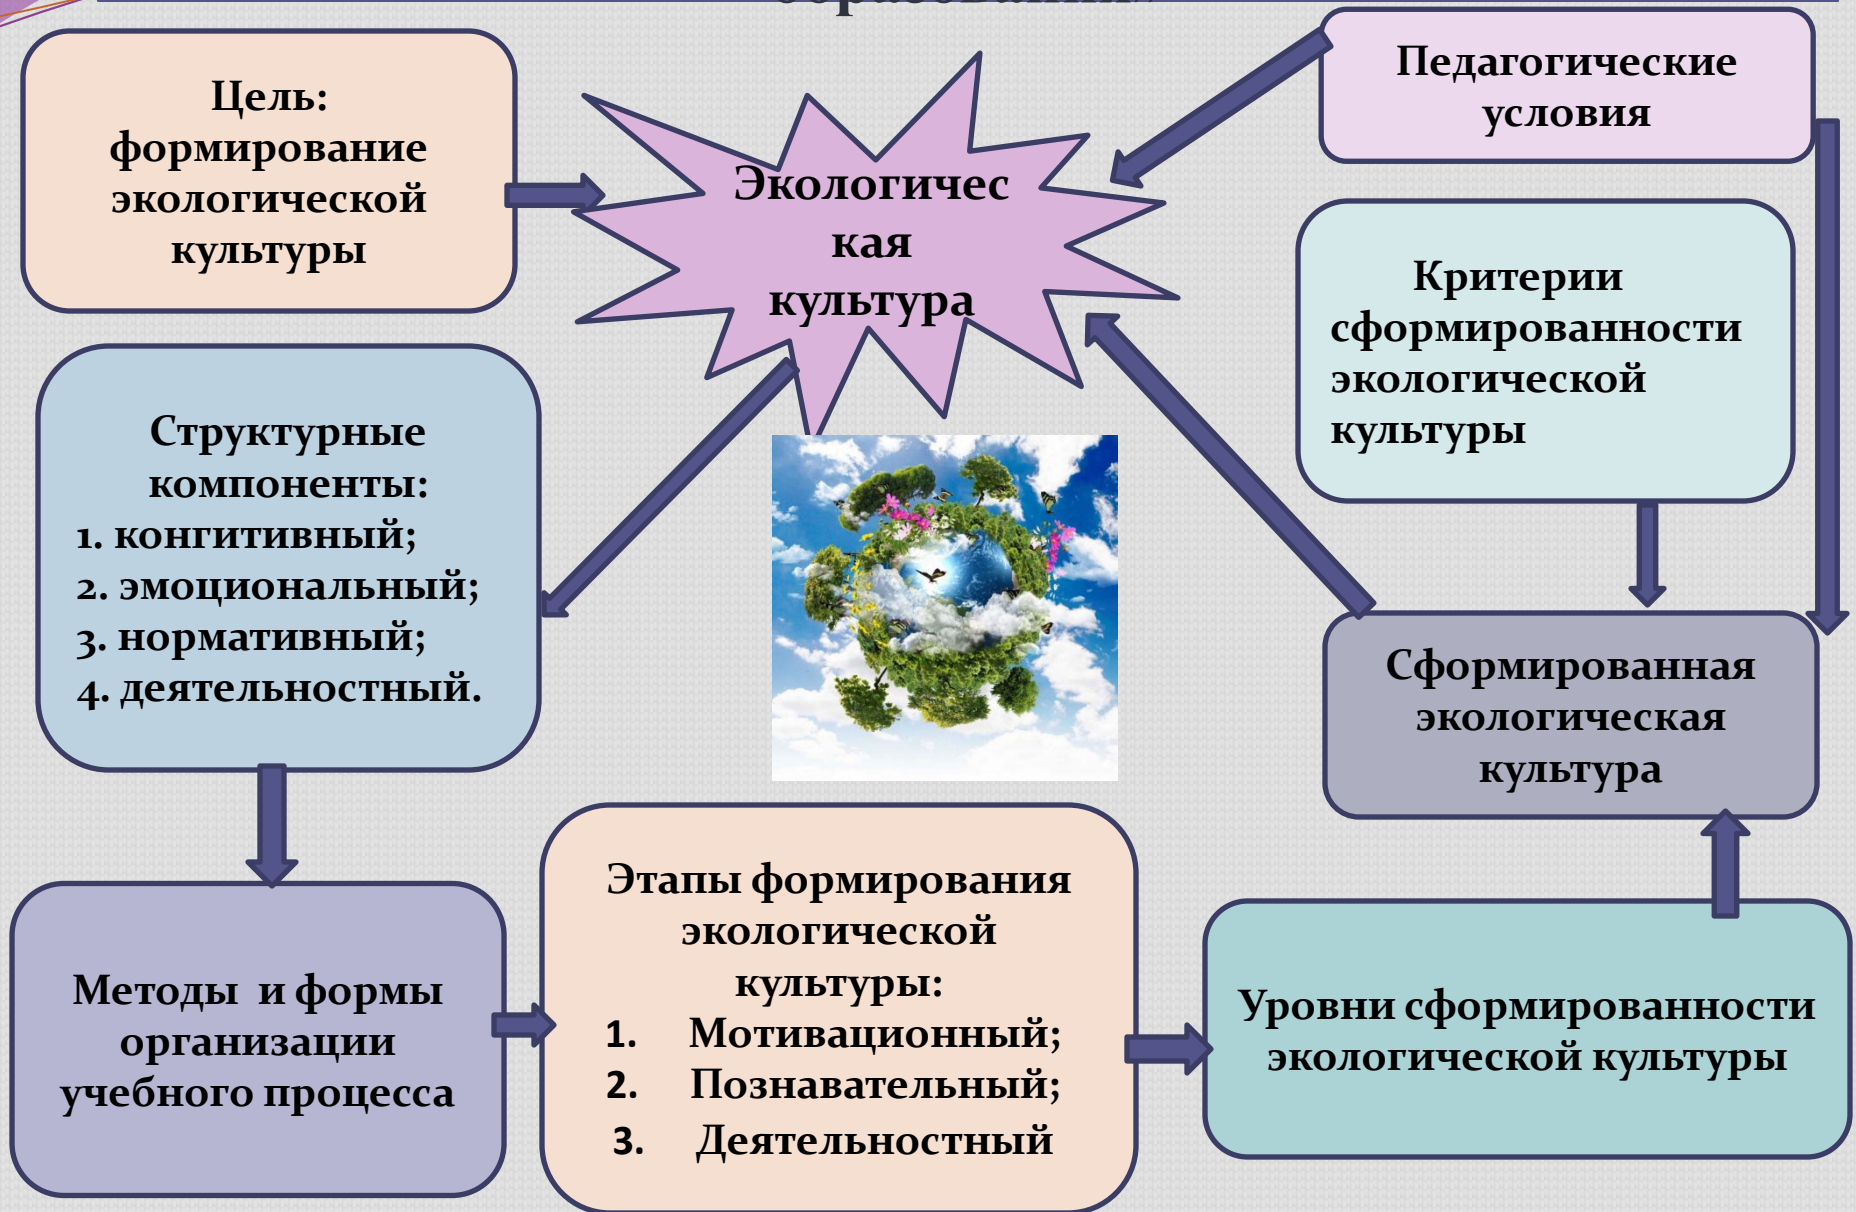 Цель:
формирование
экологической
культуры
Экологичес
кая
культура
Педагогические
условия
Критерии
сформированности
экологической
культуры
Структурные
компоненты:
1. конгитивный;
2. эмоциональный;
3. нормативный;
4. деятельностный.
Сформированная
экологическая
культура
Методы и формы
организации
учебного процесса
Этапы формирования
экологической
культуры:
1. Мотивационный;
2. Познавательный;
3. Деятельностный
Уровни сформированности
экологической культуры